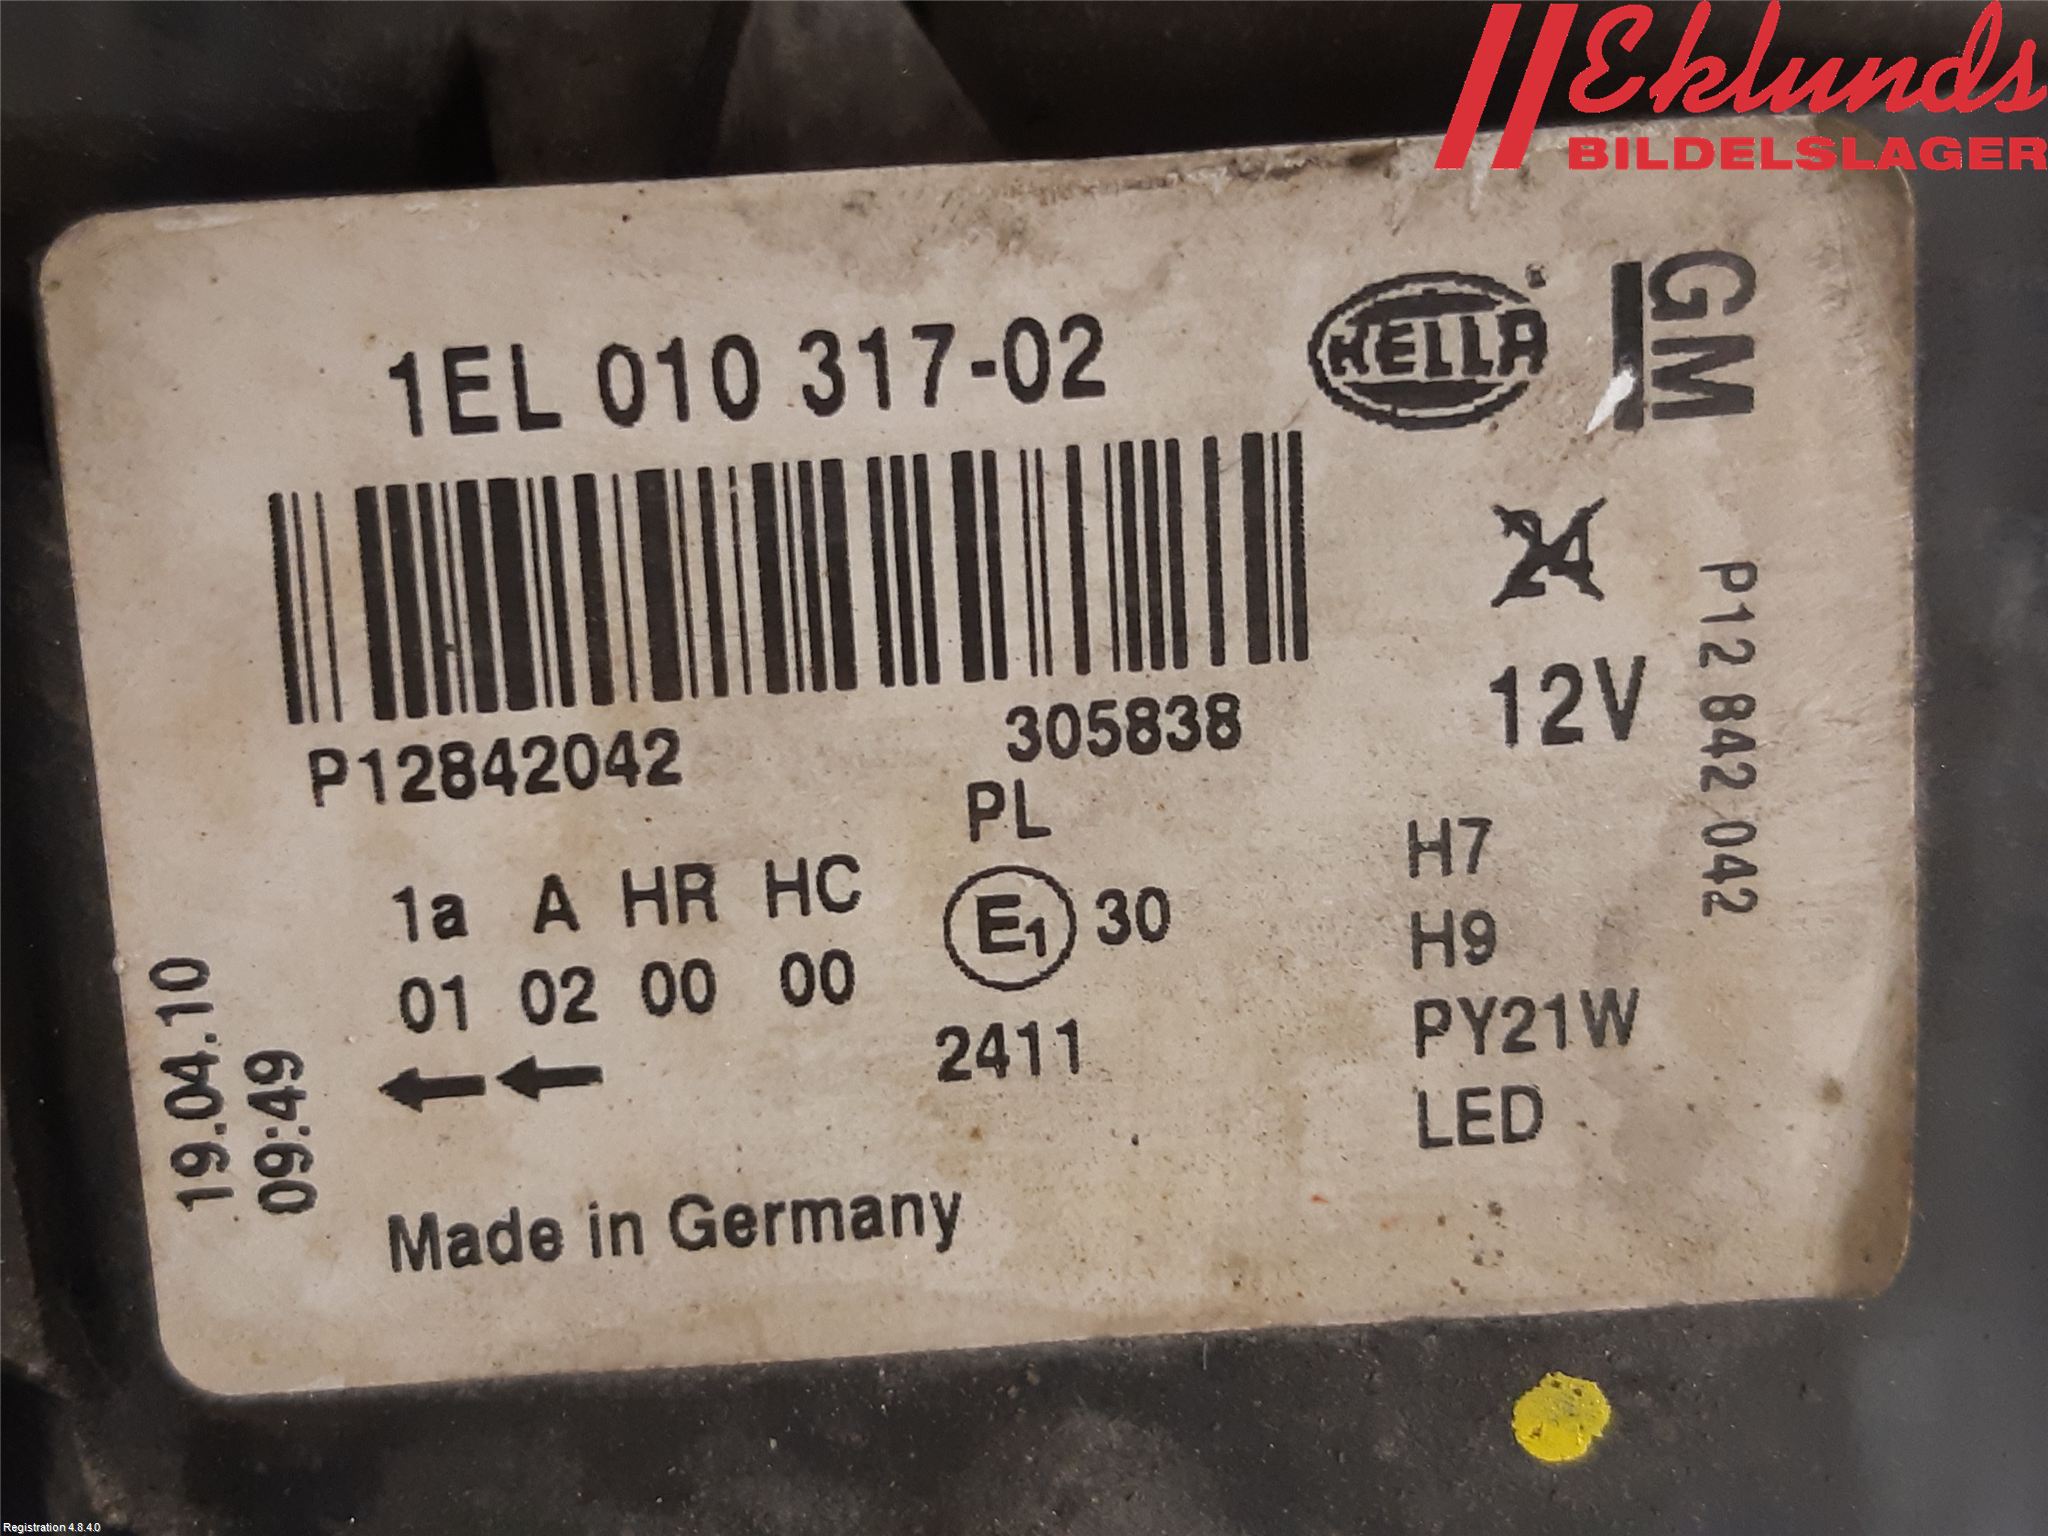 Eklunds
BILDELSLAGER
1EL 010 317-02
HELLA
GM
24
12V
P12 842 042
P12842042 305838
PL
1a A HR HC
01 02 00 00
E1 30
2411
H7
H9
PY21W
LED
19.04.10
09:49
Made in Germany
Registration 4.8.4.0